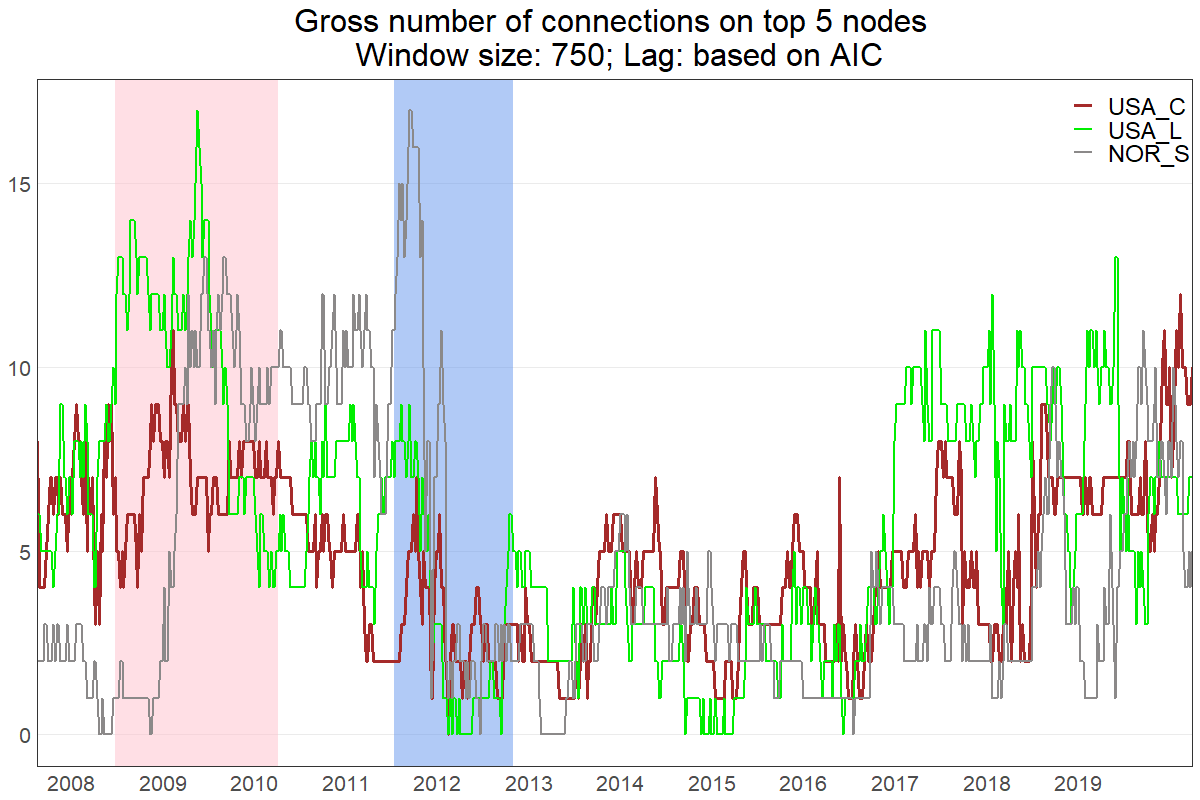 Gross number of connections on top 5 nodes
Window size: 750; Lag: based on AIC
USA_C
USA_L
NOR_S
15
10
5
0
2008 2009 2010 2011 2012 2013 2014 2015 2016 2017 2018 2019